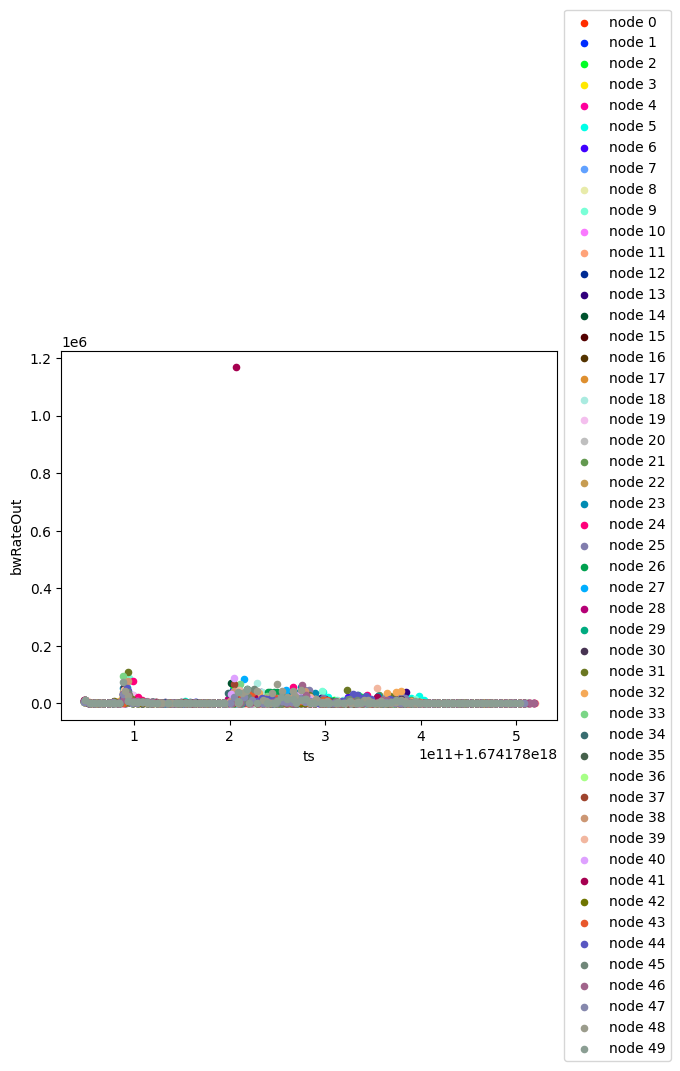 1e6
1.2
1.0
0.8
0.6
0.4
0.2
0.0
bwRateOut
1
2
3
4
5
ts
1e11+1.674178e18
node 0
node 1
node 2
node 3
node 4
node 5
node 6
node 7
node 8
node 9
node 10
node 11
node 12
node 13
node 14
node 15
node 16
node 17
node 18
node 19
node 20
node 21
node 22
node 23
node 24
node 25
node 26
node 27
node 28
node 29
node 30
node 31
node 32
node 33
node 34
node 35
node 36
node 37
node 38
node 39
node 40
node 41
node 42
node 43
node 44
node 45
node 46
node 47
node 48
node 49